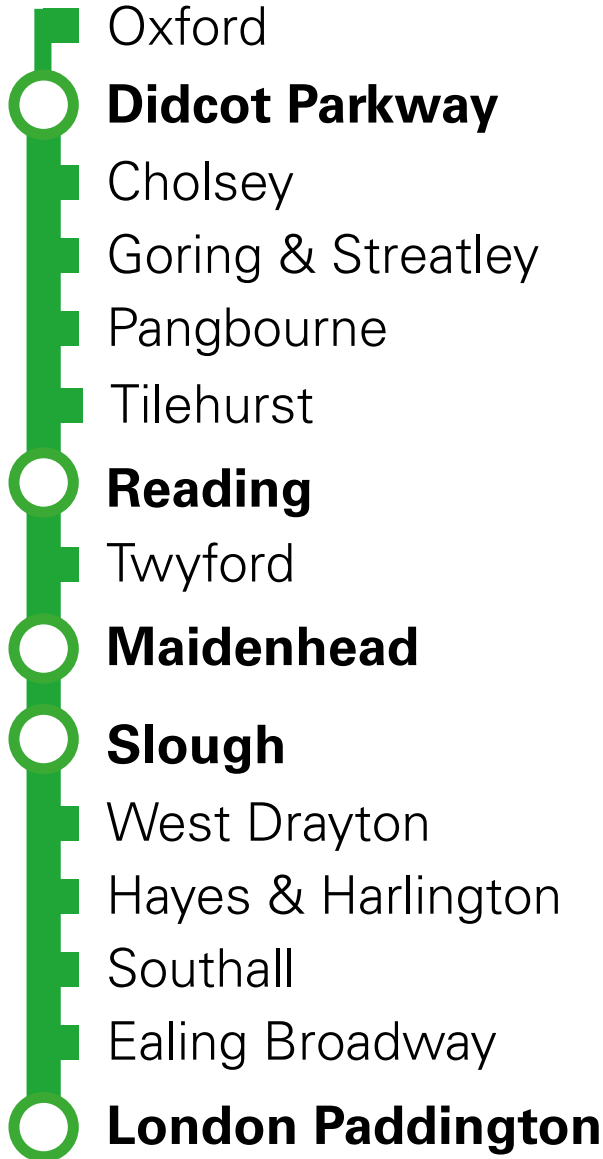 Oxford
Didcot Parkway
Cholsey
Goring & Streatley
Pangbourne
Tilehurst
Reading
Twyford
Maidenhead
Slough
West Drayton
Hayes & Harlington
Southall
Ealing Broadway
London Paddington